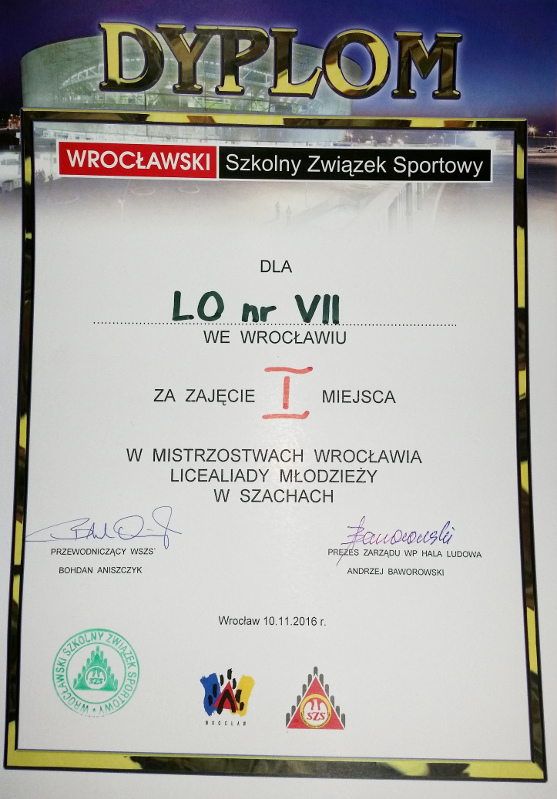 DYPLOM
WROCŁAWSKI Szkolny Związek Sportowy
DLA
LO nr VII
WE WROCŁAWIU
ZA ZAJĘCIE I MIEJSCA
W MISTRZOSTWACH WROCŁAWIA
LICEALIADY MŁODZIEŻY
W SZACHACH
PRZEWODNICZĄCY WSZS
BOHDAN ANISZCZYK
Baworowski
PREZES ZARZĄDU WP HALA LUDOWA
ANDRZEJ BAWOROWSKI
Wrocław 10.11.2016 r.
WROCŁAWSKI SZKOLNY ZWIĄZEK SPORTOWY
SZS
WROCŁAW
SZS